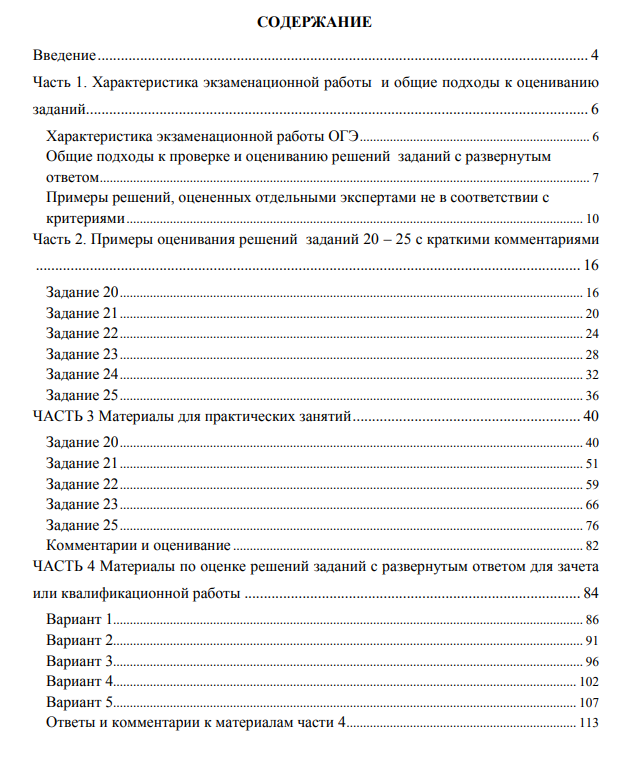 СОДЕРЖАНИЕ
Введение ........ 4
Часть 1. Характеристика экзаменационной работы и общие подходы к оцениванию
заданий........ 6
Характеристика экзаменационной работы ОГЭ........ 6
Общие подходы к проверке и оцениванию решений заданий с развернутым
ответом........ 7
Примеры решений, оцененных отдельными экспертами не в соответствии с
критериями ........ 10
Часть 2. Примеры оценивания решений заданий 20 – 25 с краткими комментариями
........ 16
Задание 20 ........ 16
Задание 21 ........ 20
Задание 22 ........ 24
Задание 23 ........ 28
Задание 24 ........ 32
Задание 25 ........ 36
ЧАСТЬ 3 Материалы для практических занятий ........ 40
Задание 20 ........ 40
Задание 21 ........ 51
Задание 22 ........ 59
Задание 23 ........ 66
Задание 25 ........ 76
Комментарии и оценивание ........ 82
ЧАСТЬ 4 Материалы по оценке решений заданий с развернутым ответом для зачета
или квалификационной работы ........ 84
Вариант 1........ 86
Вариант 2........ 91
Вариант 3........ 96
Вариант 4........ 102
Вариант 5........ 107
Ответы и комментарии к материалам части 4........ 113